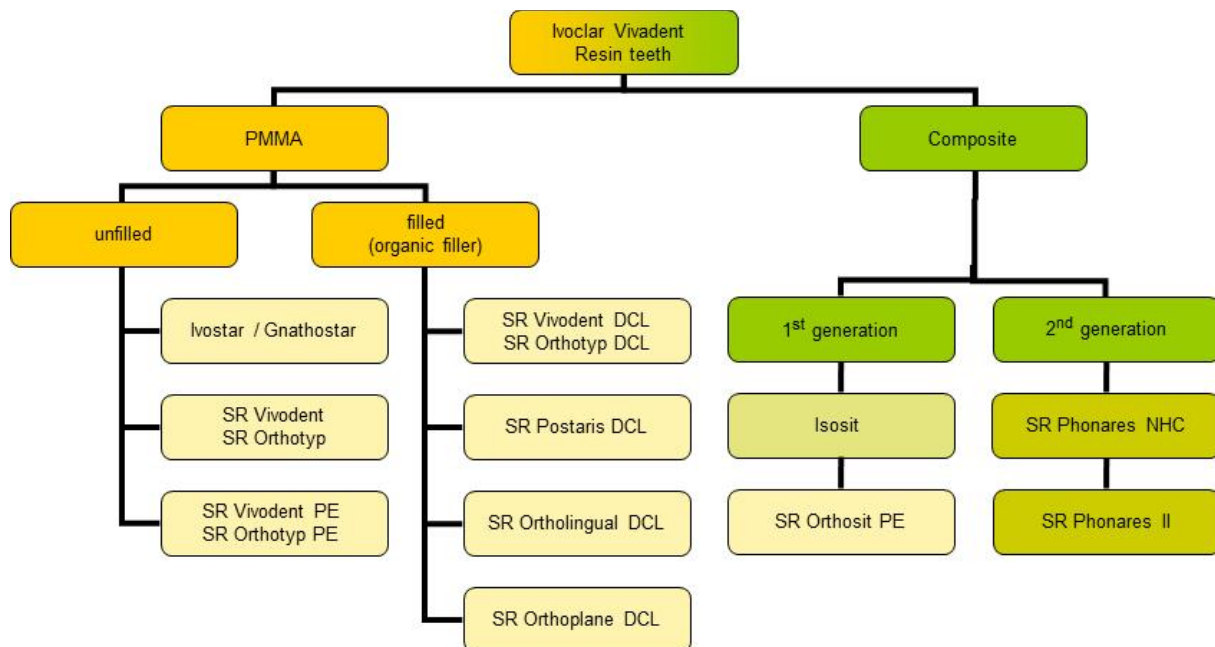 Ivoclar Vivadent
Resin teeth
PMMA
Composite
unfilled
filled
(organic filler)
Ivostar / Gnathostar
SR Vivodent
SR Orthotyp
SR Vivodent PE
SR Orthotyp PE
SR Vivodent DCL
SR Orthotyp DCL
SR Postaris DCL
SR Ortholingual DCL
SR Orthoplane DCL
1st generation
2nd generation
Isosit
SR Phonares NHC
SR Orthosit PE
SR Phonares II